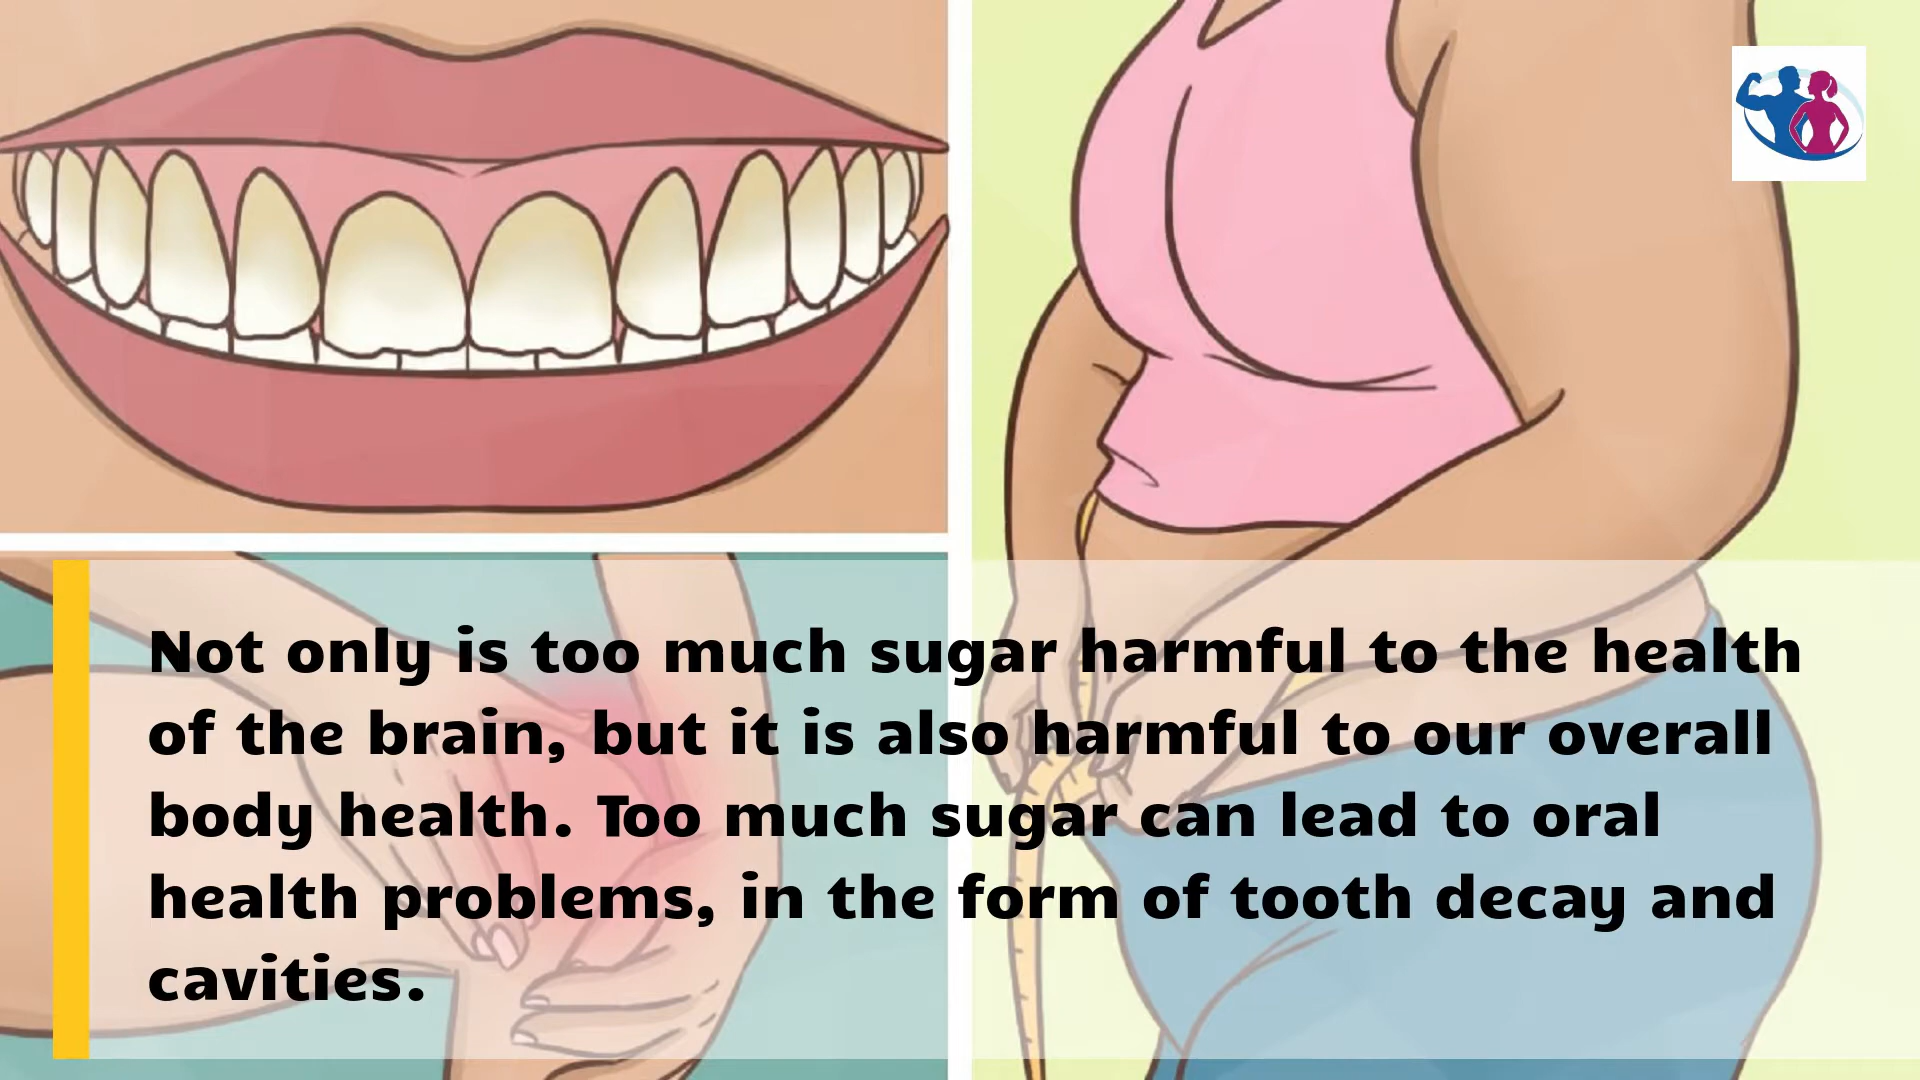 Not only is too much sugar harmful to the health
of the brain, but it is also harmful to our overall
body health. Too much sugar can lead to oral
health problems, in the form of tooth decay and
cavities.